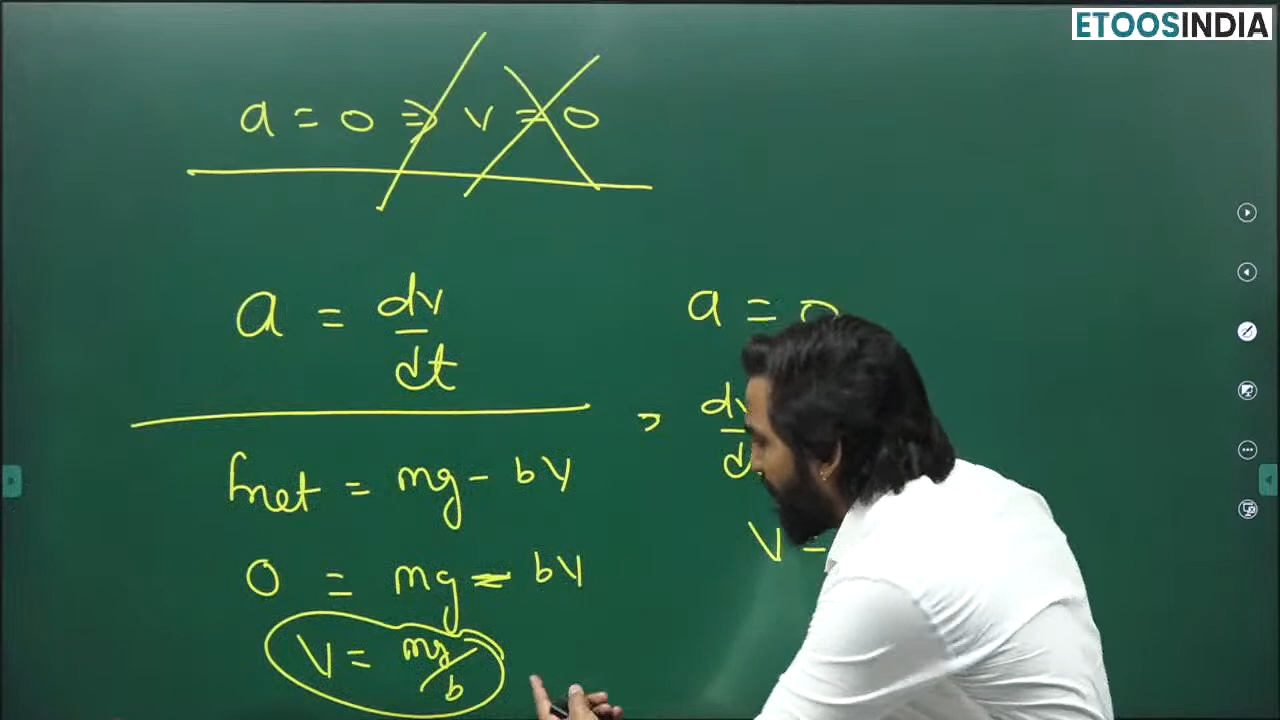 ETOOSINDIA
a = 0 ⇒ v = 0
a = dv/dt
Fnet = mg - bv
0 = mg - bv
v = mg/b
a = 0
dv
v =